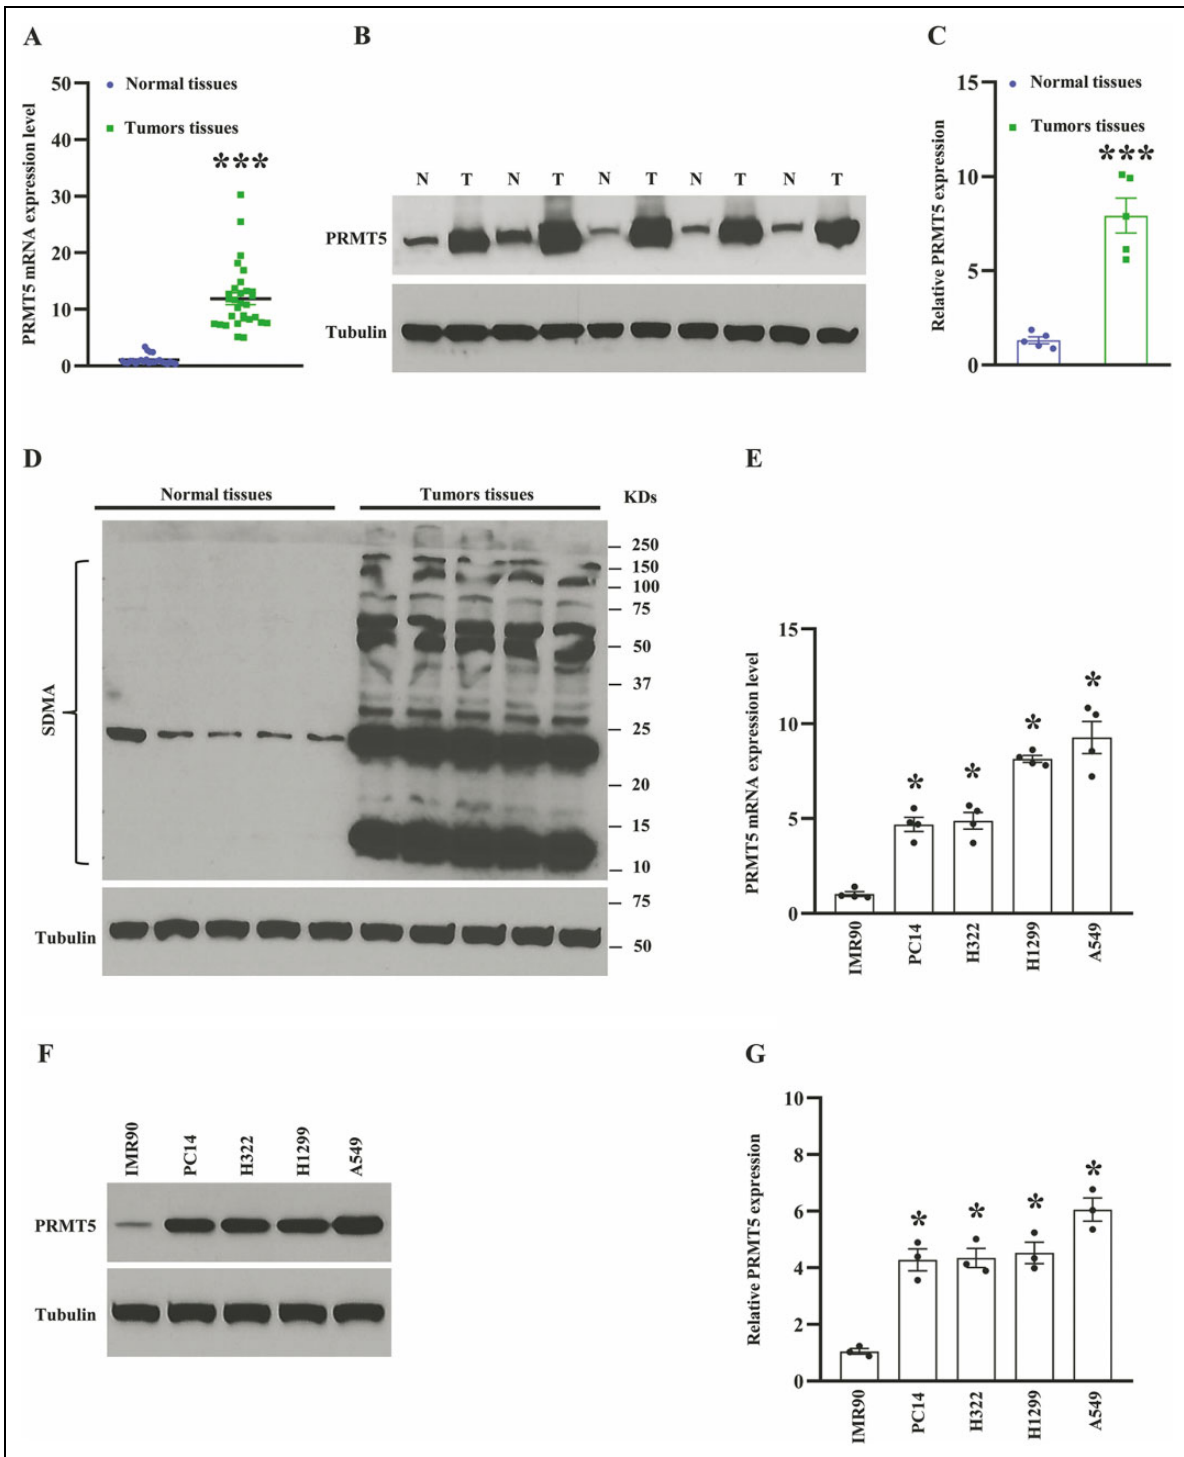 A
B
C
PRMT5 mRNA expression level
50
40
30
20
10
0
Normal tissues
Tumors tissues
***
N T N T N T N T N T
PRMT5
Tubulin
Relative PRMT5 expression
15
10
5
0
Normal tissues
Tumors tissues
***
D
Normal tissues
Tumors tissues
KDs
SDMA
250
150
100
75
50
37
25
20
15
10
Tubulin
75
50
E
PRMT5 mRNA expression level
15
10
5
0
*
*
*
*
IMR90
PC14
H322
H1299
A549
F
IMR90
PC14
H322
H1299
A549
PRMT5
Tubulin
G
Relative PRMT5 expression
10
8
6
4
2
0
*
*
*
*
IMR90
PC14
H322
H1299
A549